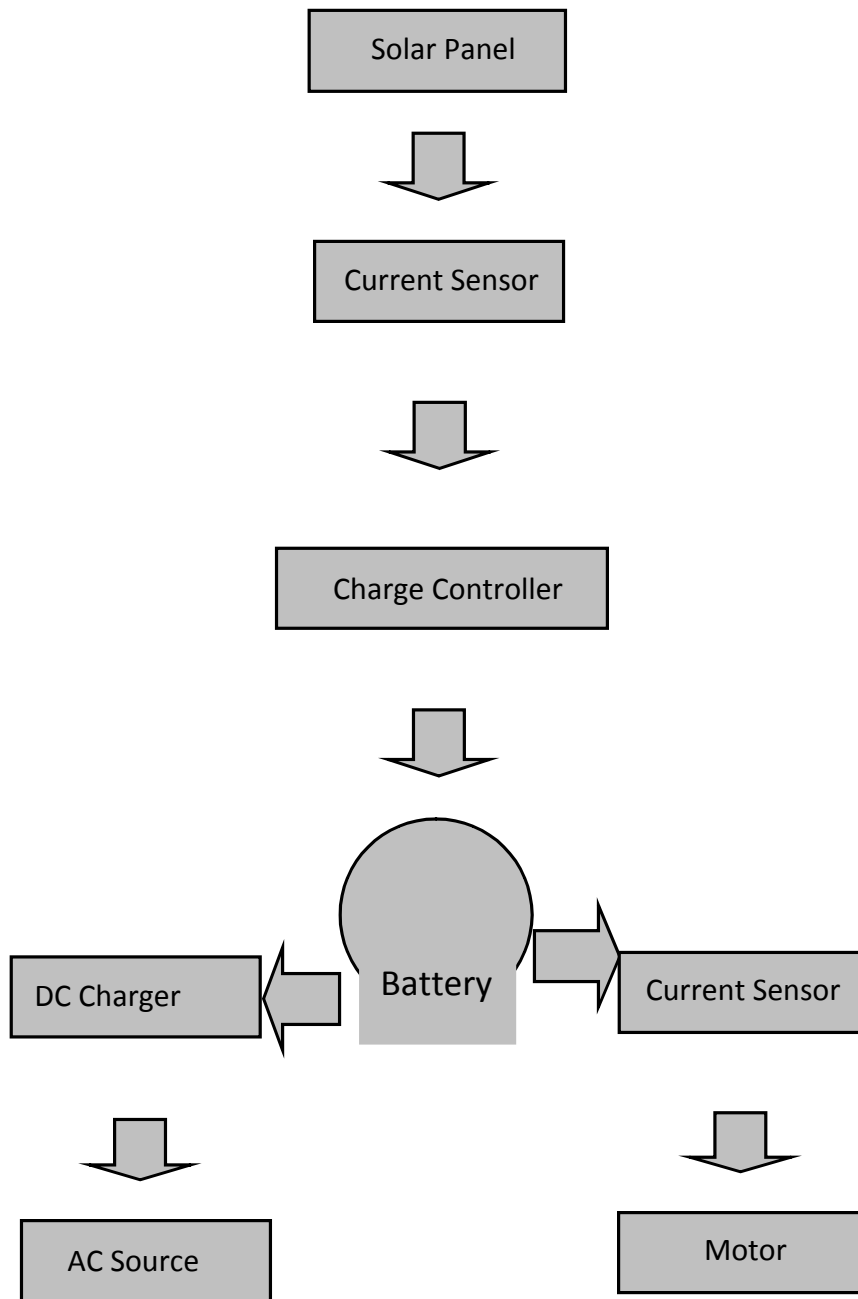 Solar Panel
Current Sensor
Charge Controller
Battery
DC Charger
Current Sensor
AC Source
Motor